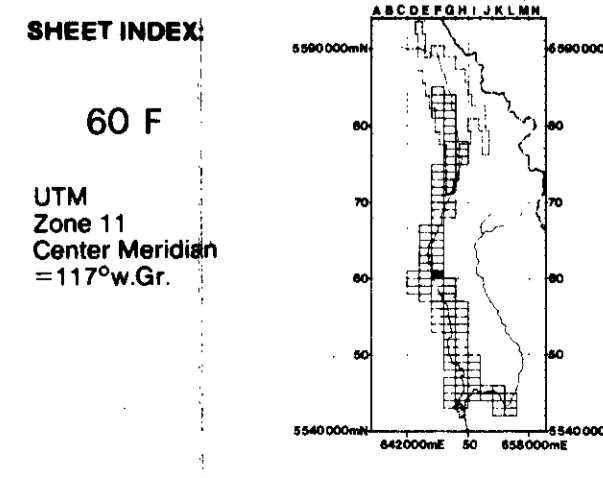 SHEET INDEX:
60 F
UTM
Zone 11
Center Meridian
=117°w.Gr.
A B C D E F G H I J K L M N
5590000mN
5590000
80
80
70
70
60
60
50
50
5540000mN
5540000
642000mE 50 658000mE